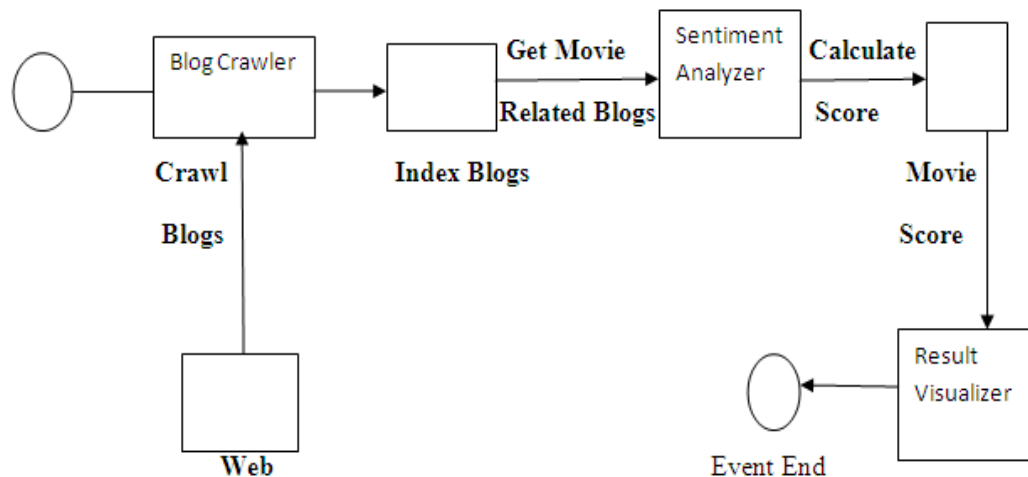 Blog Crawler
Get Movie
Related Blogs
Sentiment
Analyzer
Calculate
Score
Crawl
Blogs
Index Blogs
Movie
Score
Web
Result
Visualizer
Event End